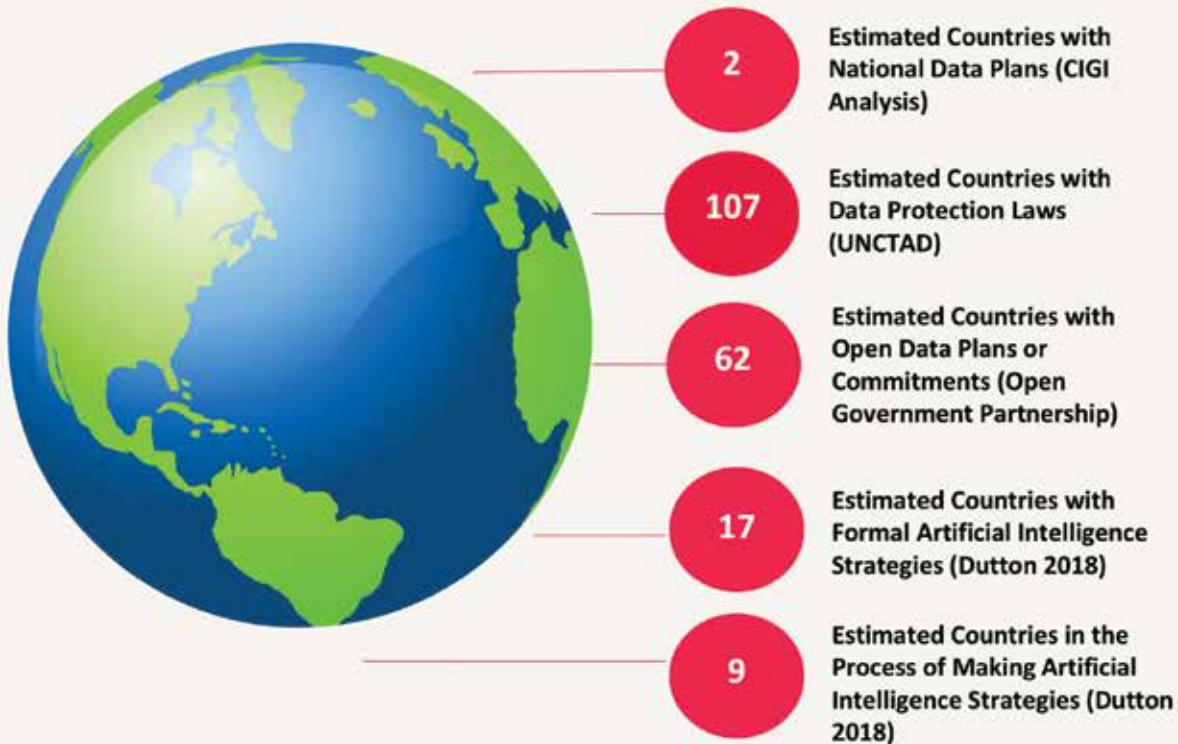 2
Estimated Countries with
National Data Plans (CIGI
Analysis)
107
Estimated Countries with
Data Protection Laws
(UNCTAD)
62
Estimated Countries with
Open Data Plans or
Commitments (Open
Government Partnership)
17
Estimated Countries with
Formal Artificial Intelligence
Strategies (Dutton 2018)
9
Estimated Countries in the
Process of Making Artificial
Intelligence Strategies (Dutton
2018)